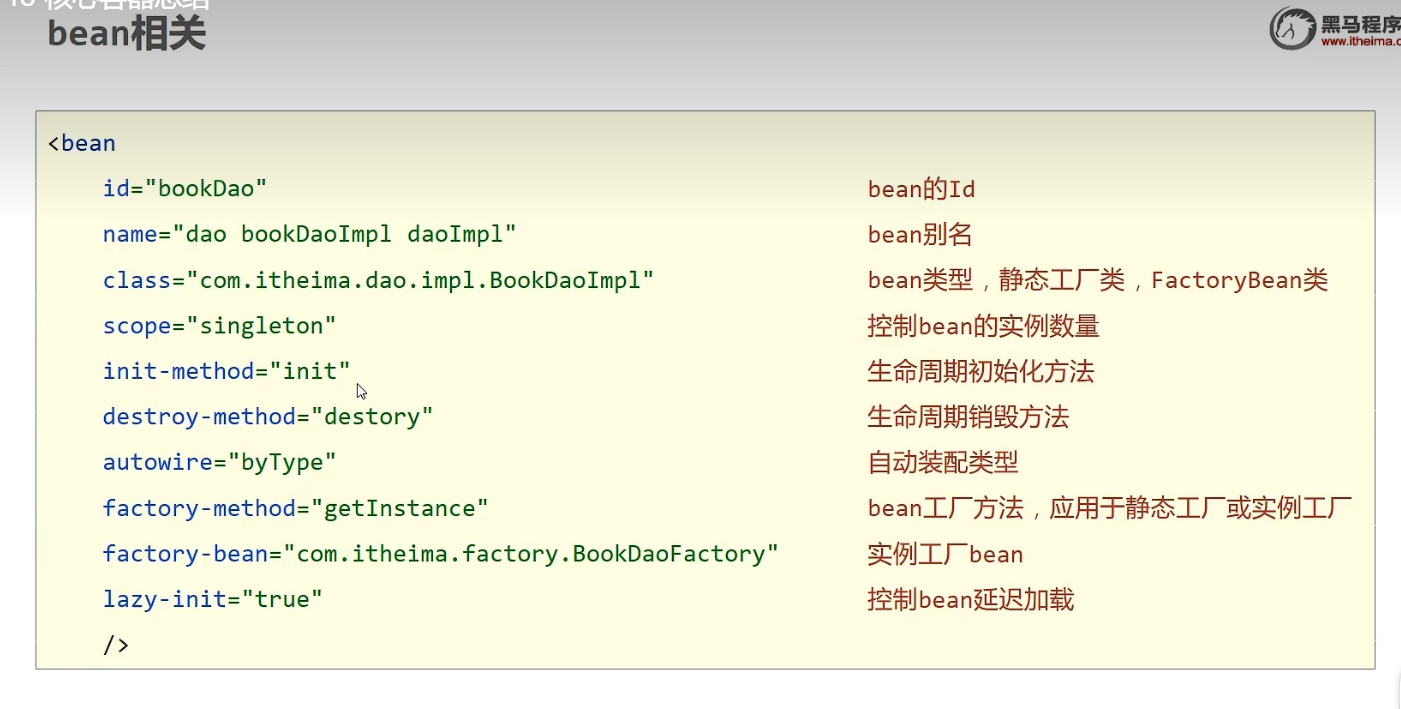 bean相关
黑马程序
www.itheima.c
<bean
id="bookDao" bean的Id
name="dao bookDaoImpl daoImpl" bean别名
class="com.itheima.dao.impl.BookDaoImpl" bean类型，静态工厂类，FactoryBean类
scope="singleton" 控制bean的实例数量
init-method="init" 生命周期初始化方法
destroy-method="destory" 生命周期销毁方法
autowire="byType" 自动装配类型
factory-method="getInstance" bean工厂方法，应用于静态工厂或实例工厂
factory-bean="com.itheima.factory.BookDaoFactory" 实例工厂bean
lazy-init="true" 控制bean延迟加载
/>